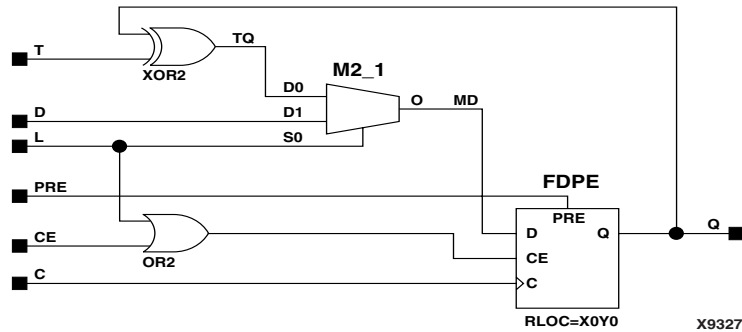 TQ
T
XOR2
M2_1
D0
O
MD
D
D1
L
S0
PRE
FDPE
PRE
D
Q
Q
CE
OR2
CE
C
C
RLOC=X0Y0
X9327